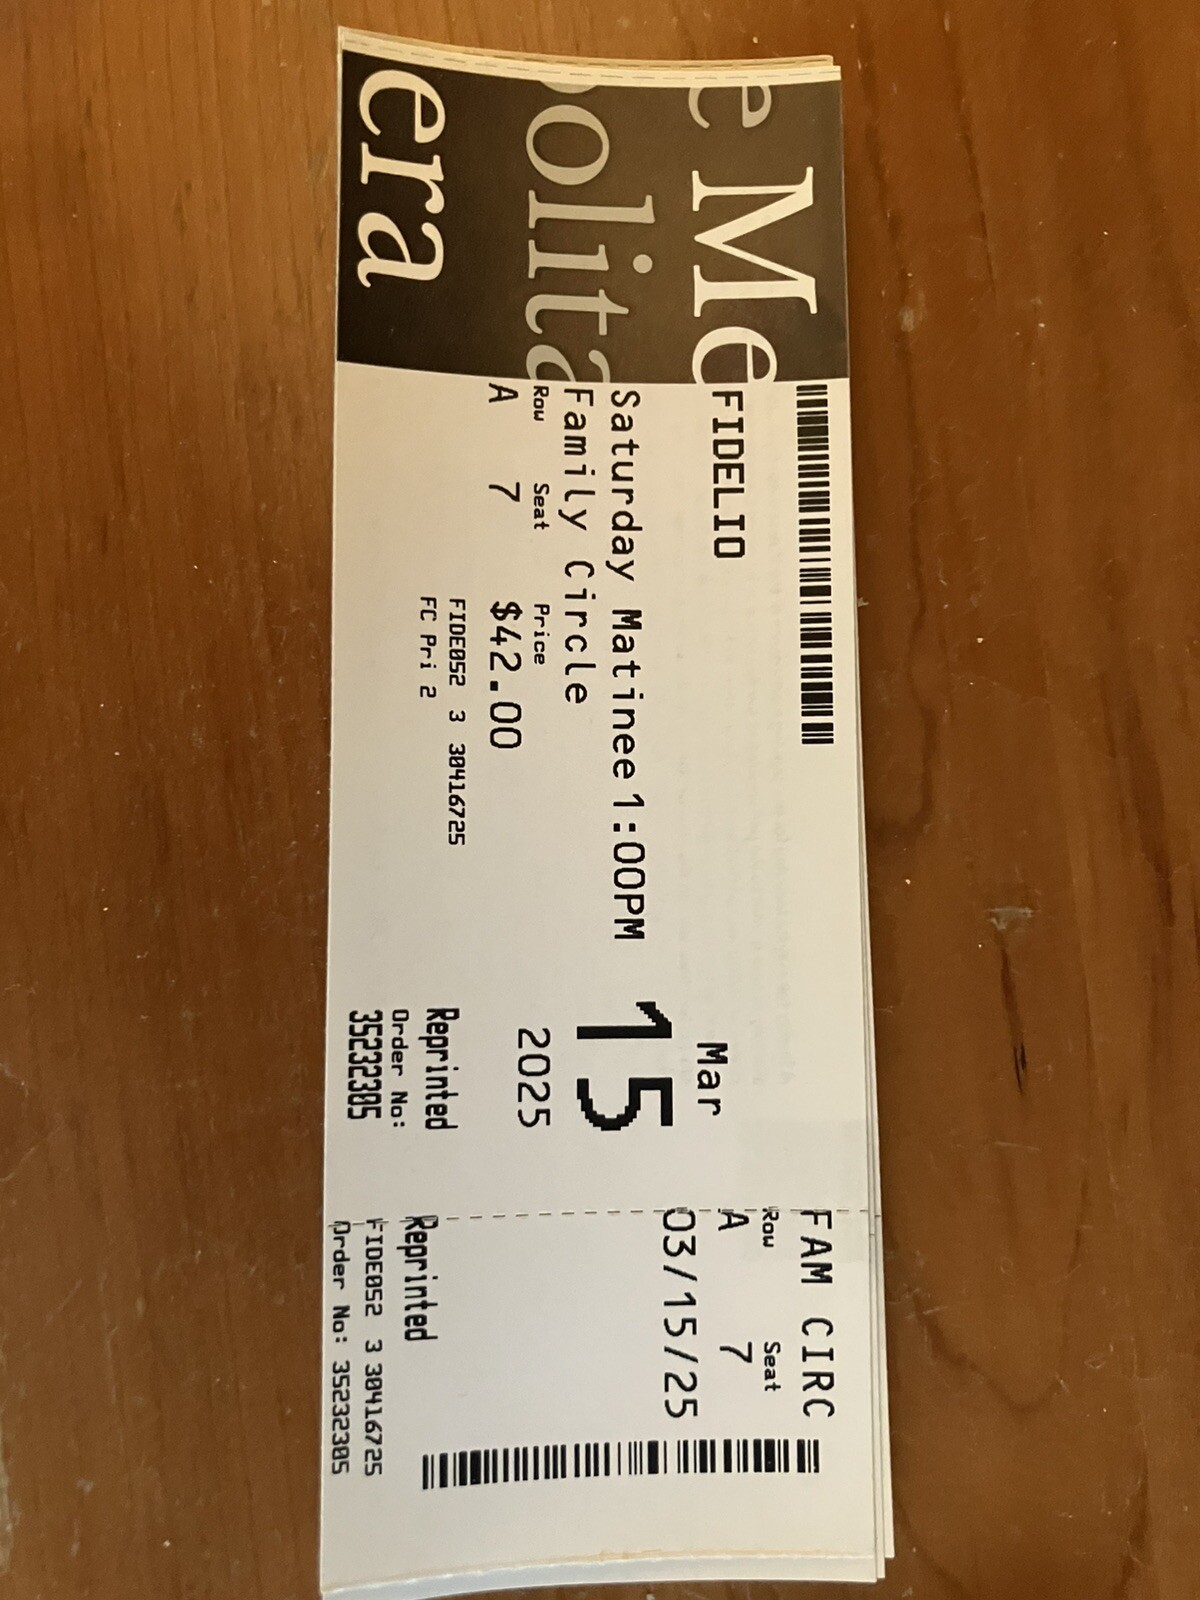 e Me
polita
era
FIDELIO
Saturday Matinee 1:00PM
Family Circle
Row Seat Price
A 7 $42.00
FIDE052 3 30416725
FC Pri 2
Mar
15
2025
Reprinted
Order No:
35232305
FAM CIRC
Row Seat
A 7
03/15/25
Reprinted
FIDE052 3 30416725
Order No: 35232305